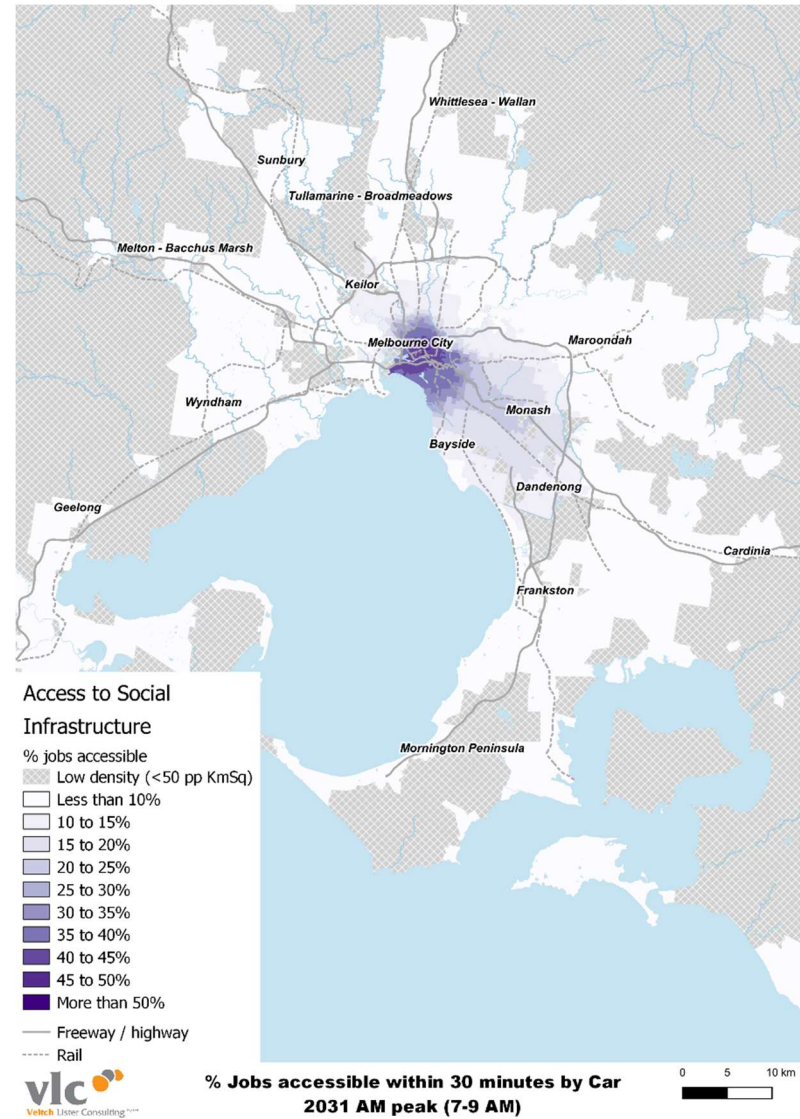 Whittlesea - Wallan
Sunbury
Tullamarine - Broadmeadows
Melton - Bacchus Marsh
Keilor
Melbourne City
Maroondah
Wyndham
Monash
Bayside
Dandenong
Geelong
Cardinia
Frankston
Mornington Peninsula
Access to Social
Infrastructure
% jobs accessible
Low density (<50 pp KmSq)
Less than 10%
10 to 15%
15 to 20%
20 to 25%
25 to 30%
30 to 35%
35 to 40%
40 to 45%
45 to 50%
More than 50%
Freeway / highway
Rail
vlc
Veitch Lister Consulting
% Jobs accessible within 30 minutes by Car
2031 AM peak (7-9 AM)
0 5 10 km